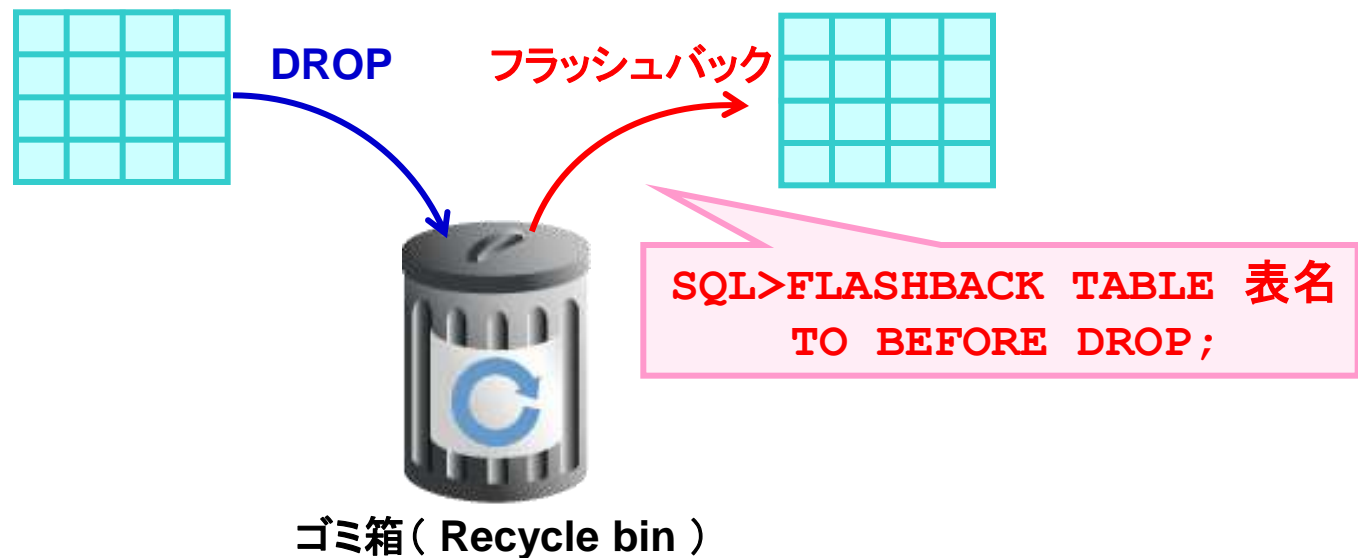 DROP
フラッシュバック
SQL>FLASHBACK TABLE 表名
TO BEFORE DROP;
ゴミ箱( Recycle bin )